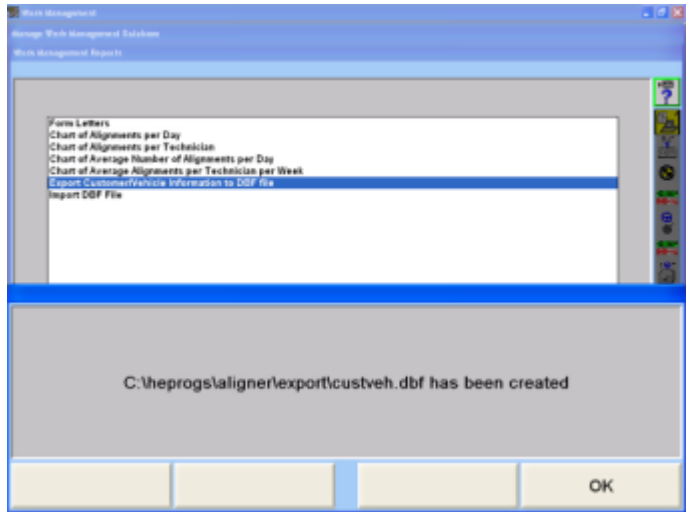 Work Management
Manage Work Management Database
Work Management Reports
Form Letters
Chart of Alignments per Day
Chart of Alignments per Technician
Chart of Average Number of Alignments per Day
Chart of Average Alignments per Technician per Week
Export Customer/Vehicle Information to DBF file
Import DBF File
C:\heprogs\aligner\export\custveh.dbf has been created
OK